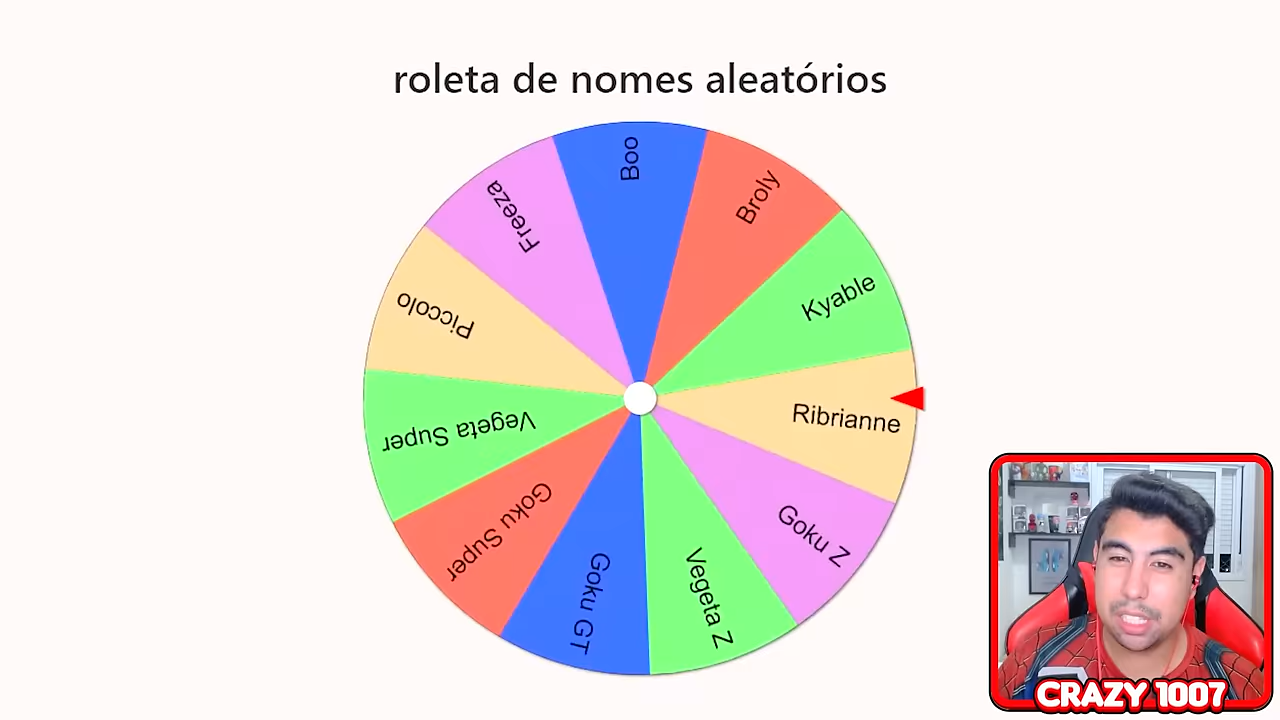 roleta de nomes aleatórios
Boo
Broly
Kyable
Ribrianne
Goku Z
Vegeta Z
Goku GT
Goku Super
Vegeta Super
Piccolo
Freeza
CRAZY 1007